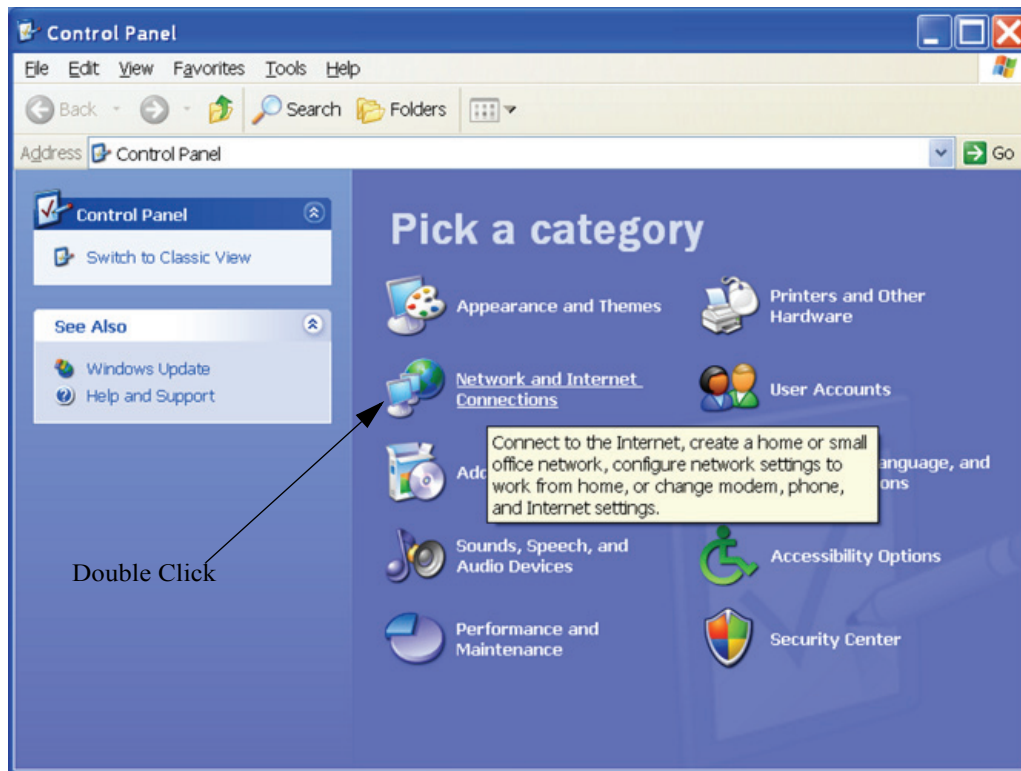 Control Panel
File Edit View Favorites Tools Help
Back Search Folders
Address Control Panel Go
Control Panel
Switch to Classic View
See Also
Windows Update
Help and Support
Pick a category
Appearance and Themes
Printers and Other
Hardware
Network and Internet
Connections
User Accounts
Connect to the Internet, create a home or small
office network, configure network settings to
work from home, or change modem, phone,
and Internet settings.
Sounds, Speech, and
Audio Devices
Accessibility Options
Performance and
Maintenance
Security Center
Double Click